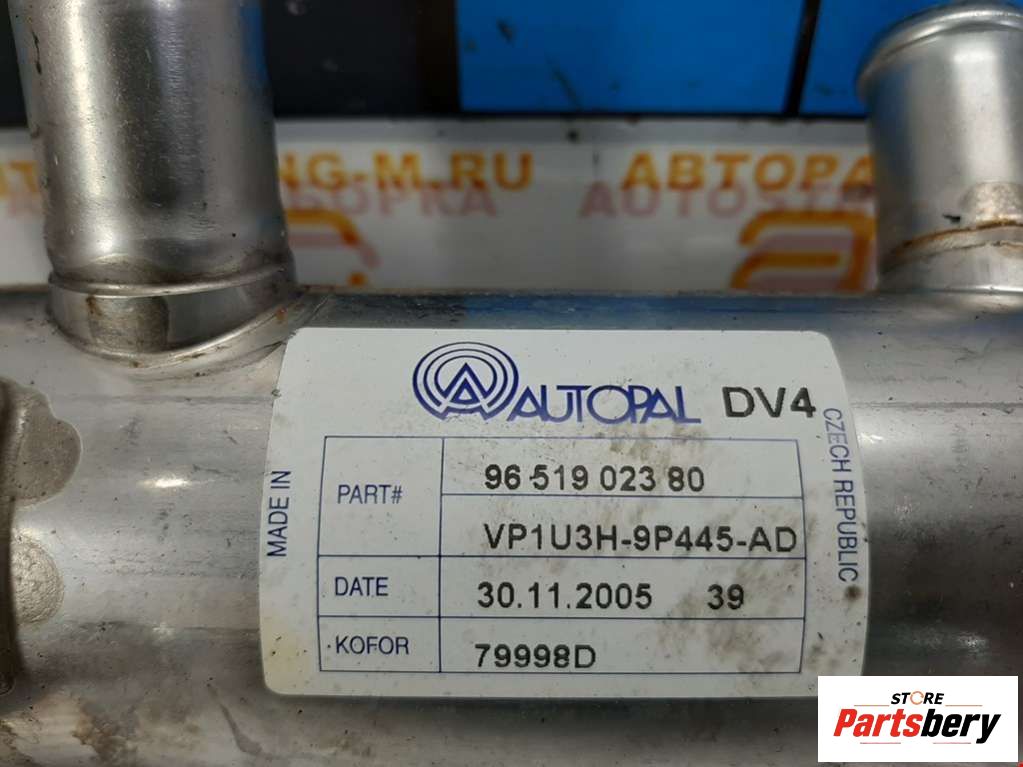 NG-M.RU
АВТОРА
AUTOSTA
AUTOPAL DV4
MADE IN
CZECH REPUBLIC
PART#
96 519 023 80
VP1U3H-9P445-AD
DATE
30.11.2005 39
KOFOR
79998D
STORE
Partsbery